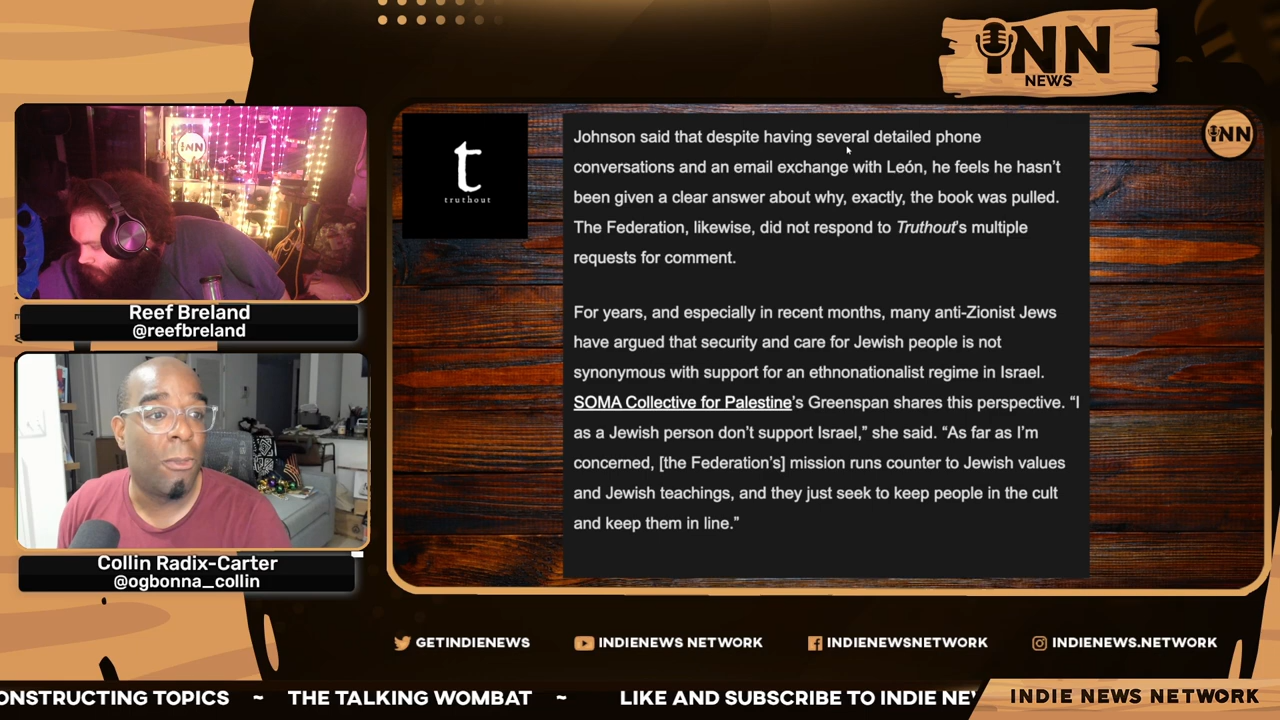 INN
NEWS
INN
INN
t
truthout
Johnson said that despite having several detailed phone
conversations and an email exchange with León, he feels he hasn't
been given a clear answer about why, exactly, the book was pulled.
The Federation, likewise, did not respond to Truthout's multiple
requests for comment.
For years, and especially in recent months, many anti-Zionist Jews
have argued that security and care for Jewish people is not
synonymous with support for an ethnonationalist regime in Israel.
SOMA Collective for Palestine's Greenspan shares this perspective. “I
as a Jewish person don't support Israel,” she said. “As far as I'm
concerned, [the Federation's] mission runs counter to Jewish values
and Jewish teachings, and they just seek to keep people in the cult
and keep them in line.”
Reef Breland
@reefbreland
Collin Radix-Carter
@ogbonna_collin
GETINDIENEWS
INDIENEWS NETWORK
INDIENEWSNETWORK
INDIENEWS.NETWORK
ONSTRUCTING TOPICS ~ THE TALKING WOMBAT ~ LIKE AND SUBSCRIBE TO INDIE NE
INDIE NEWS NETWORK